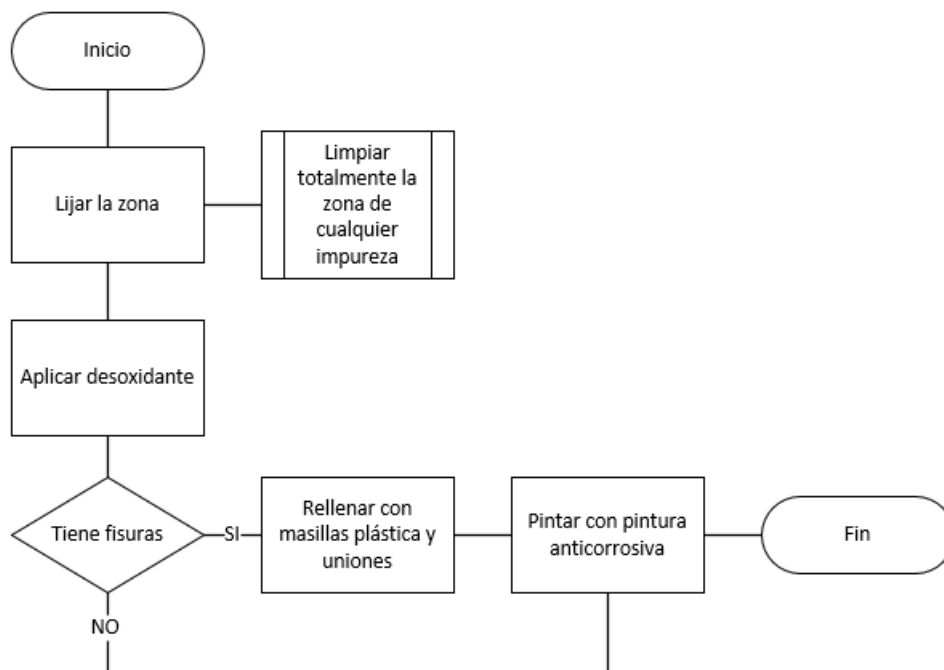 Inicio
Lijar la zona
Limpiar
totalmente la
zona de
cualquier
impureza
Aplicar desoxidante
Tiene fisuras
SI
Rellenar con
masillas plástica y
uniones
Pintar con pintura
anticorrosiva
Fin
NO